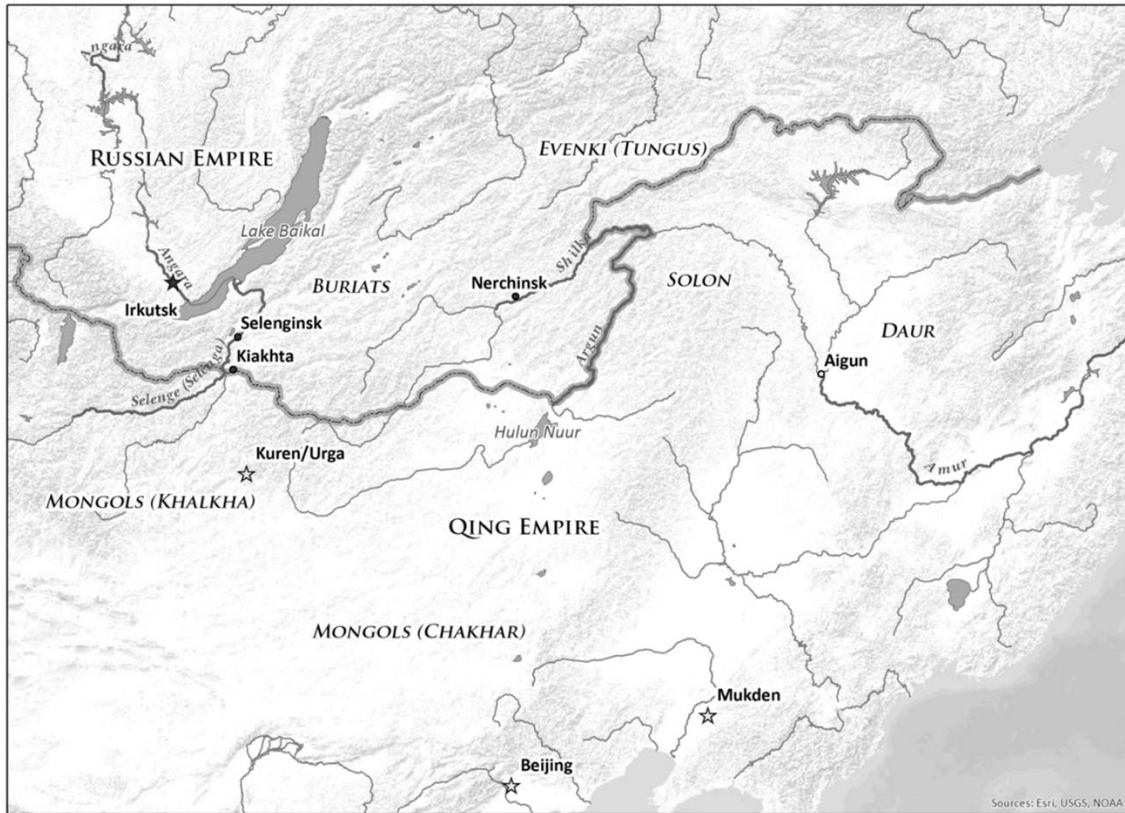 Angara
RUSSIAN EMPIRE
EVENKI (TUNGUS)
Lake Baikal
Angara
Shilka
Irkutsk
BURIATS
Nerchinsk
SOLON
Selenginsk
DAUR
Kiakhta
Selenge (Selenga)
Argun
Aigun
Hulun Nuur
Kuren/Urga
Amur
MONGOLS (KHALKHA)
QING EMPIRE
MONGOLS (CHAKHAR)
Mukden
Beijing
Sources: Esri, USGS, NOAA